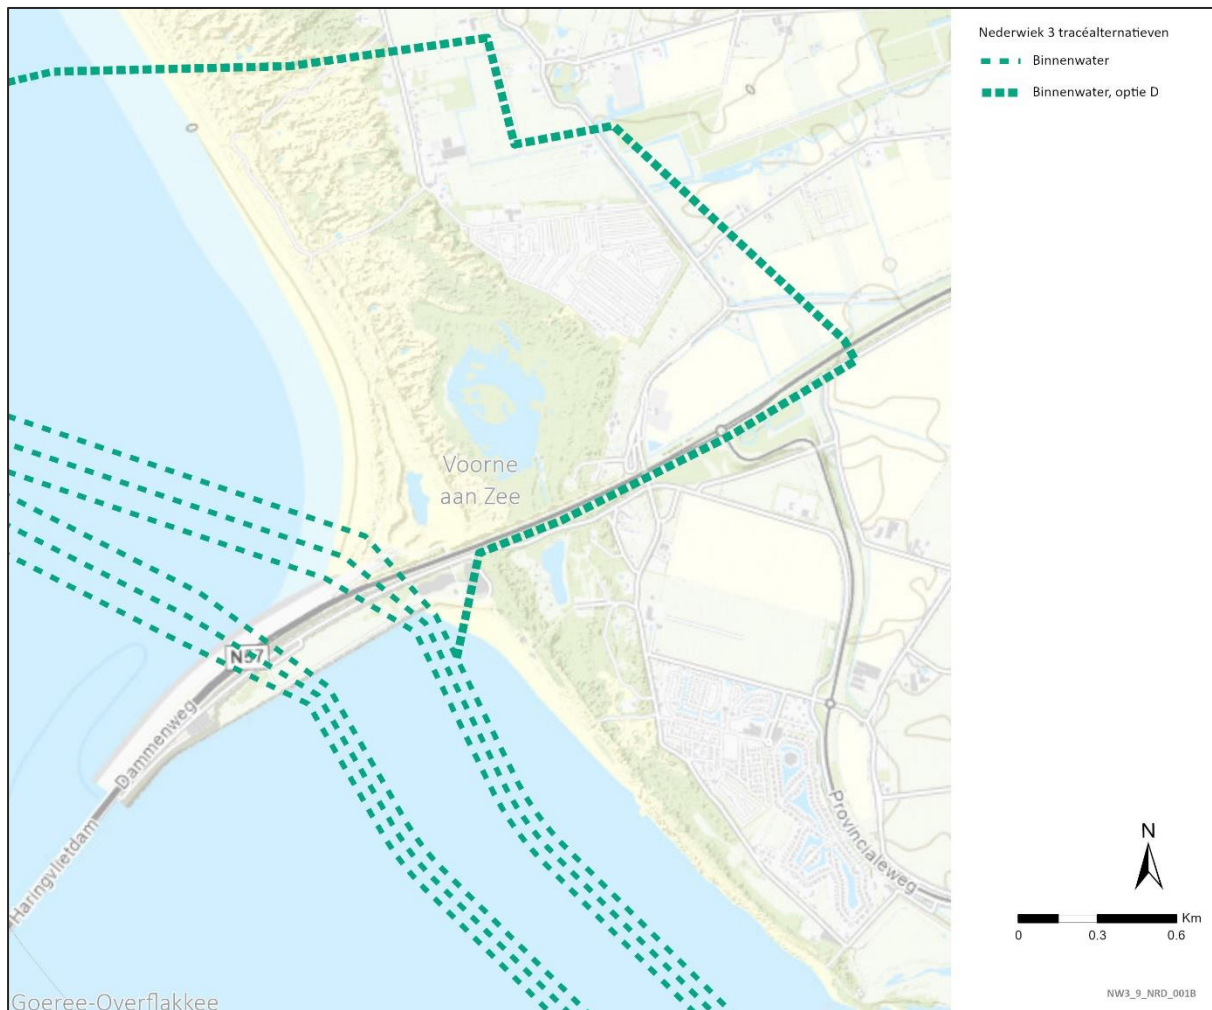 Nederwiek 3 tracéalternatieven
Binnenwater
Binnenwater, optie D
Voorne
aan Zee
N57
Dammenweg
Haringvlietdam
Provincialeweg
Goeree-Overflakkee
N
Km
0 0.3 0.6
NW3_9_NRD_001B